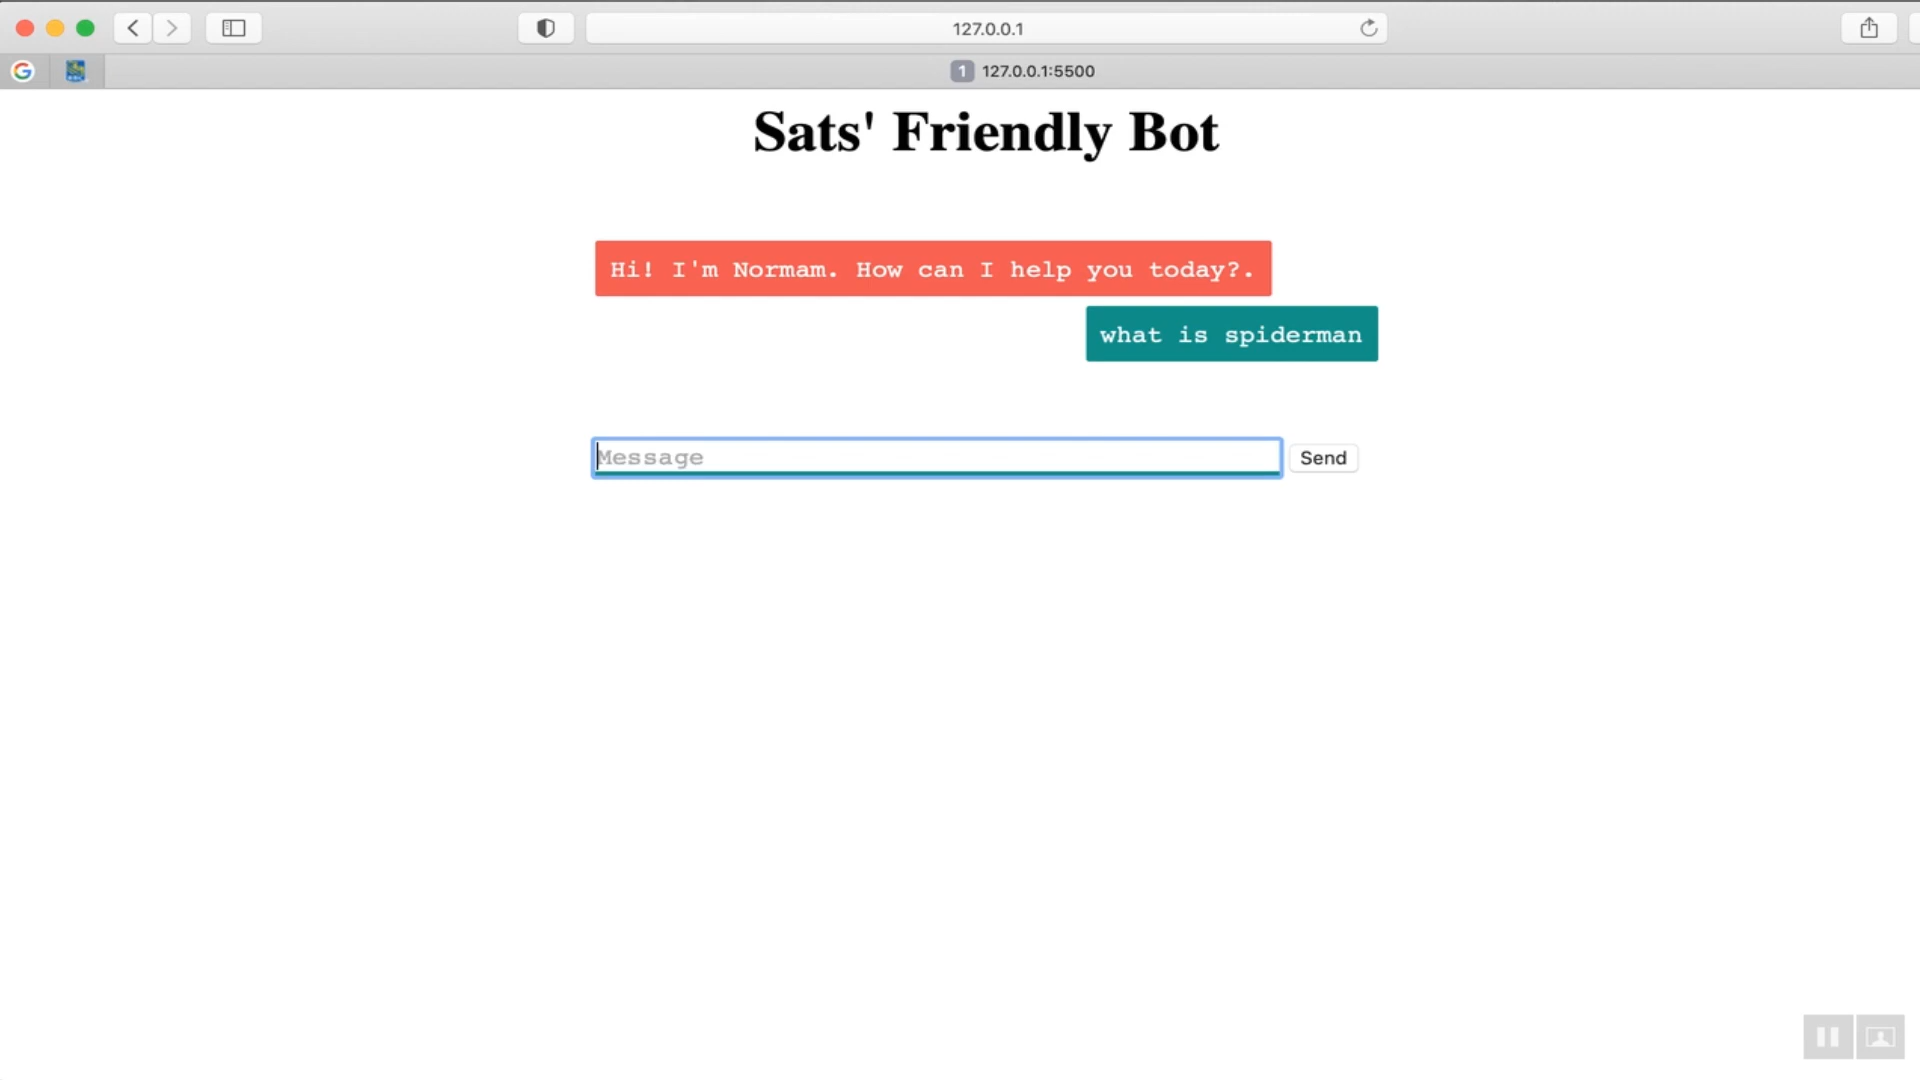 127.0.0.1
1 127.0.0.1:5500
Sats' Friendly Bot
Hi! I'm Normam. How can I help you today?.
what is spiderman
Message
Send